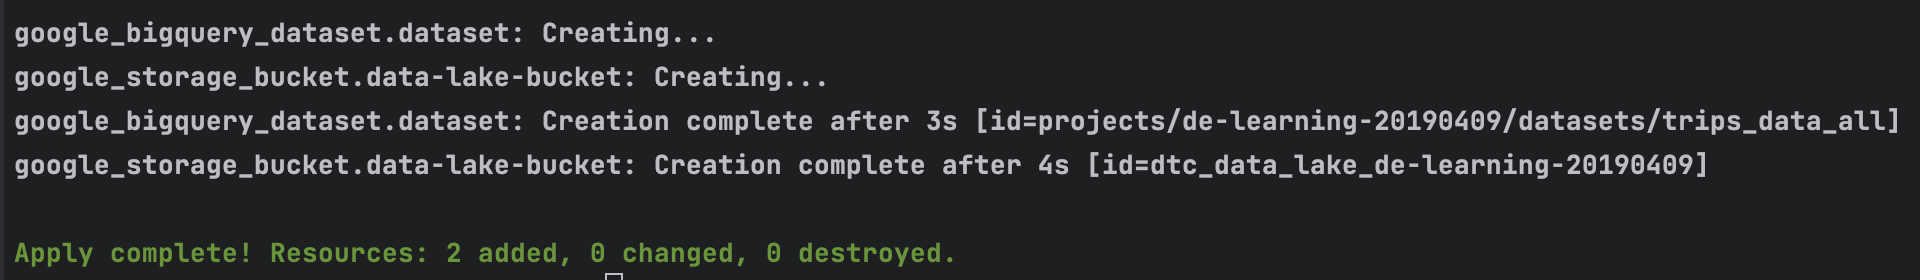 google_bigquery_dataset.dataset: Creating...
google_storage_bucket.data-lake-bucket: Creating...
google_bigquery_dataset.dataset: Creation complete after 3s [id=projects/de-learning-20190409/datasets/trips_data_all]
google_storage_bucket.data-lake-bucket: Creation complete after 4s [id=dtc_data_lake_de-learning-20190409]
Apply complete! Resources: 2 added, 0 changed, 0 destroyed.